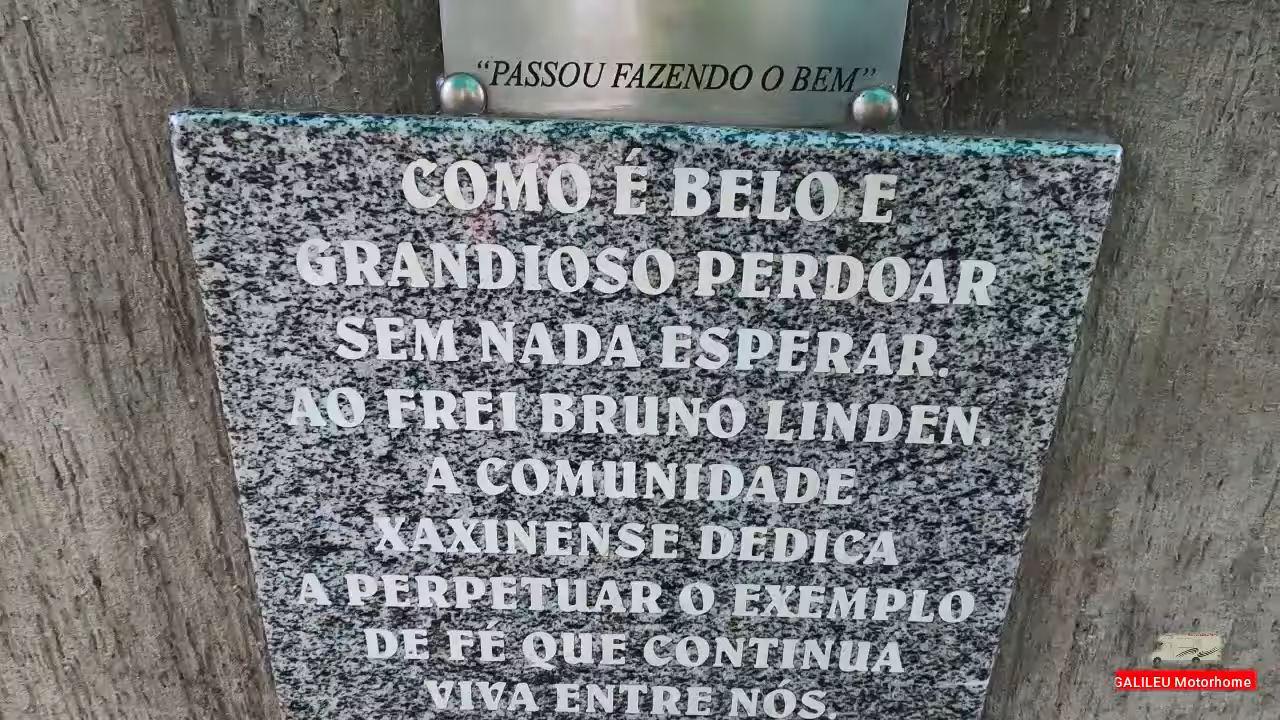 “PASSOU FAZENDO O BEM”
COMO É BELO E
GRANDIOSO PERDOAR
SEM NADA ESPERAR.
AO FREI BRUNO LINDEN.
A COMUNIDADE
XAXINENSE DEDICA
A PERPETUAR O EXEMPLO
DE FÉ QUE CONTINUA
VIVA ENTRE NÓS.
GALILEU Motorhome